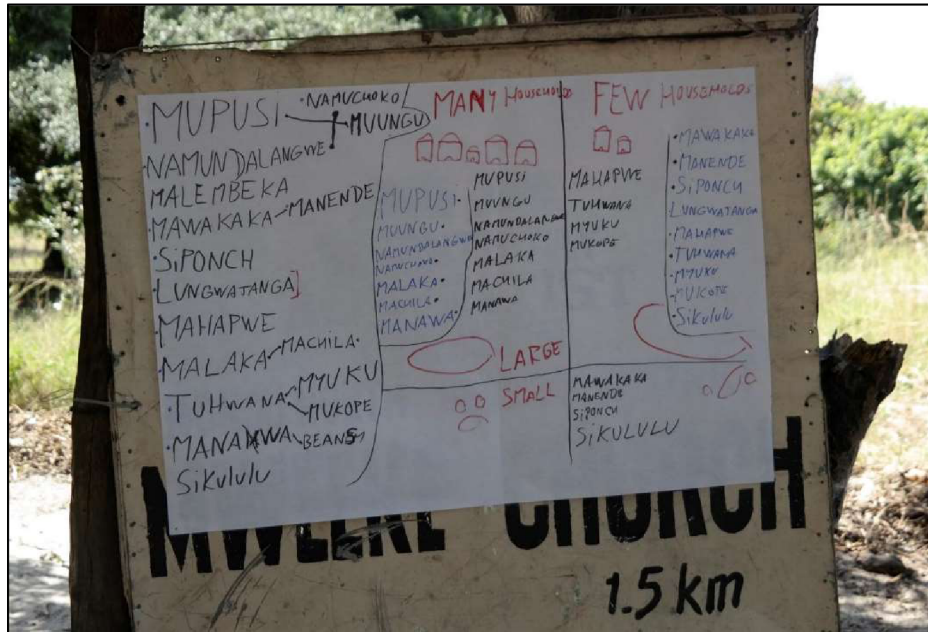 MUPUSI
NAMUCHOKO
MUUNGU
NAMUNDALANGWE
MALEMBEKA
MAWAKAKA MANENDE
SIPONCH
LUNGWATANGA
MAHAPWE
MALAKA MACHILA
TUHWANA MYUKU
MUKOPE
BEANS
Sikululu
MANY HOUSEHOLDS
MUPUSI
MUUNGU
NAMUNDALANGWE
MALAKA
MACHILA
MANAWA
MUPUSI
MUUNGU
NAMUNDALANGWE
NAMUCHOKO
MALAKA
MACHILA
MANAWA
FEW HOUSEHOLDS
MAHAPWE
TUHWANA
MYUKU
MUKOPE
MAWAKAKA
MANENDE
SIPONCH
LUNGWATANGA
MAHAPWE
TUHWANA
MYUKU
MUKOPE
Sikululu
LARGE
SMALL
MAWAKAKA
MANENDE
SIPONCH
SIKULULU
CHURCH
1.5 km